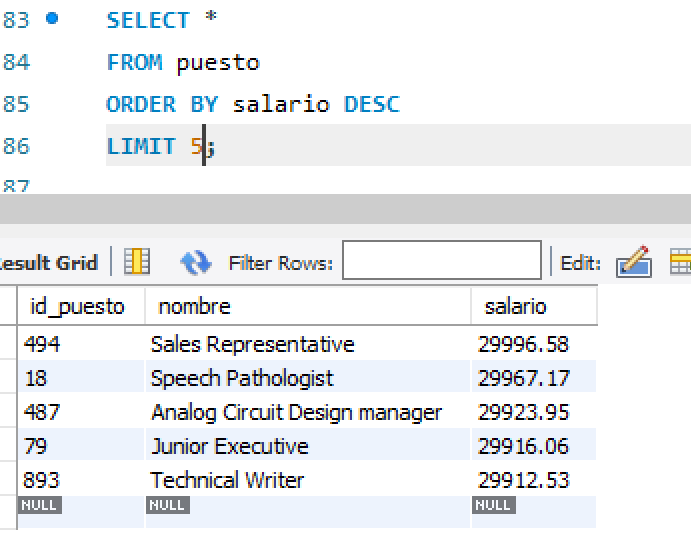 83 SELECT *
84 FROM puesto
85 ORDER BY salario DESC
86 LIMIT 5;
87
esult Grid Filter Rows: Edit:
id_puesto nombre salario
494 Sales Representative 29996.58
18 Speech Pathologist 29967.17
487 Analog Circuit Design manager 29923.95
79 Junior Executive 29916.06
893 Technical Writer 29912.53
NULL NULL NULL